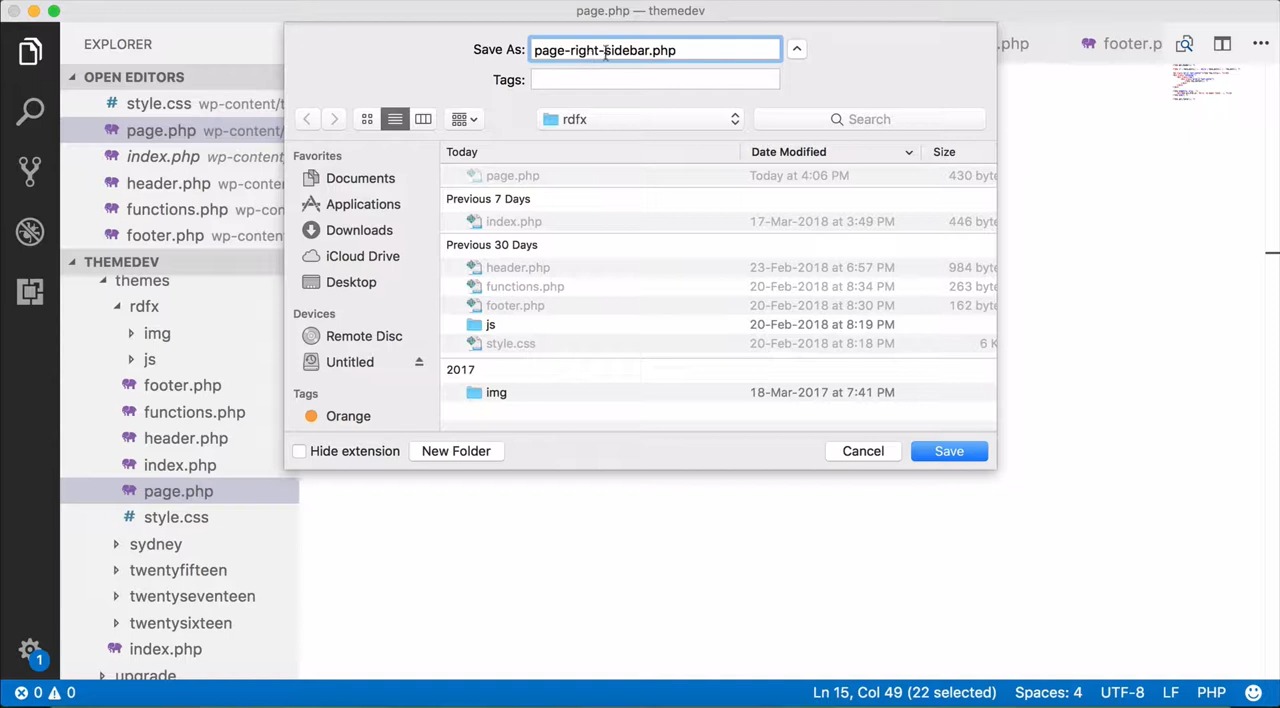 page.php — themedev
EXPLORER
OPEN EDITORS
style.css wp-content/t
page.php wp-content/
index.php wp-content/
header.php wp-content/
functions.php wp-con
footer.php wp-content
THEMEDEV
themes
rdfx
img
js
footer.php
functions.php
header.php
index.php
page.php
style.css
sydney
twentyfifteen
twentyseventeen
twentysixteen
index.php
upgrade
Save As: page-right-sidebar.php
Tags:
rdfx
Search
Favorites
Documents
Applications
Downloads
iCloud Drive
Desktop
Devices
Remote Disc
Untitled
Tags
Orange
Today Date Modified Size
page.php Today at 4:06 PM 430 byte
Previous 7 Days
index.php 17-Mar-2018 at 3:49 PM 446 byte
Previous 30 Days
header.php 23-Feb-2018 at 6:57 PM 984 byte
functions.php 20-Feb-2018 at 8:34 PM 263 byte
footer.php 20-Feb-2018 at 8:30 PM 162 byte
js 20-Feb-2018 at 8:19 PM
style.css 20-Feb-2018 at 8:18 PM 6 K
2017
img 18-Mar-2017 at 7:41 PM
Hide extension New Folder Cancel Save
.php footer.p
1
0 0 Ln 15, Col 49 (22 selected) Spaces: 4 UTF-8 LF PHP